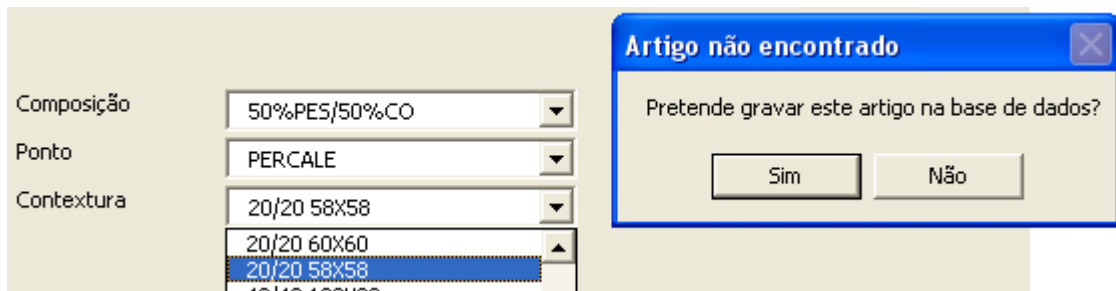 Artigo não encontrado
Pretende gravar este artigo na base de dados?
Sim
Não
Composição
50%PES/50%CO
Ponto
PERCALE
Contextura
20/20 58X58
20/20 60X60
20/20 58X58